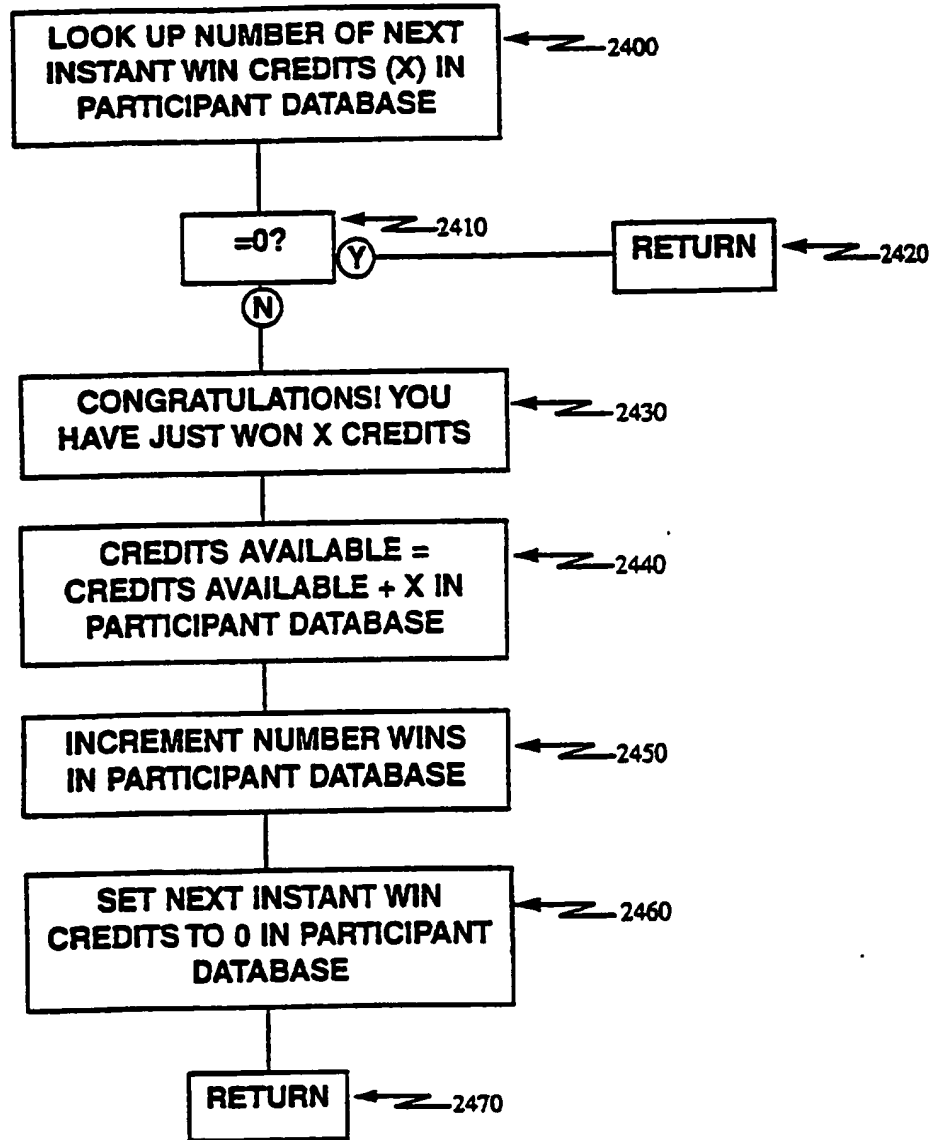 LOOK UP NUMBER OF NEXT
INSTANT WIN CREDITS (X) IN
PARTICIPANT DATABASE
2400
=0?
2410
Y
RETURN
2420
N
CONGRATULATIONS! YOU
HAVE JUST WON X CREDITS
2430
CREDITS AVAILABLE =
CREDITS AVAILABLE + X IN
PARTICIPANT DATABASE
2440
INCREMENT NUMBER WINS
IN PARTICIPANT DATABASE
2450
SET NEXT INSTANT WIN
CREDITS TO 0 IN PARTICIPANT
DATABASE
2460
RETURN
2470